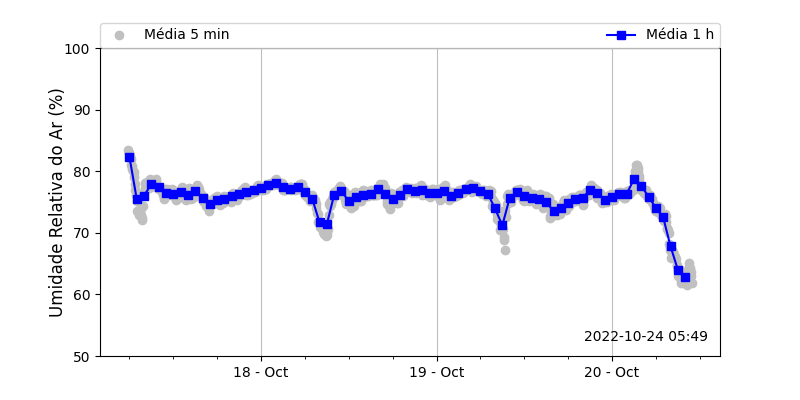 Média 5 min
Média 1 h
Umidade Relativa do Ar (%)
100
90
80
70
60
50
2022-10-24 05:49
18 - Oct
19 - Oct
20 - Oct